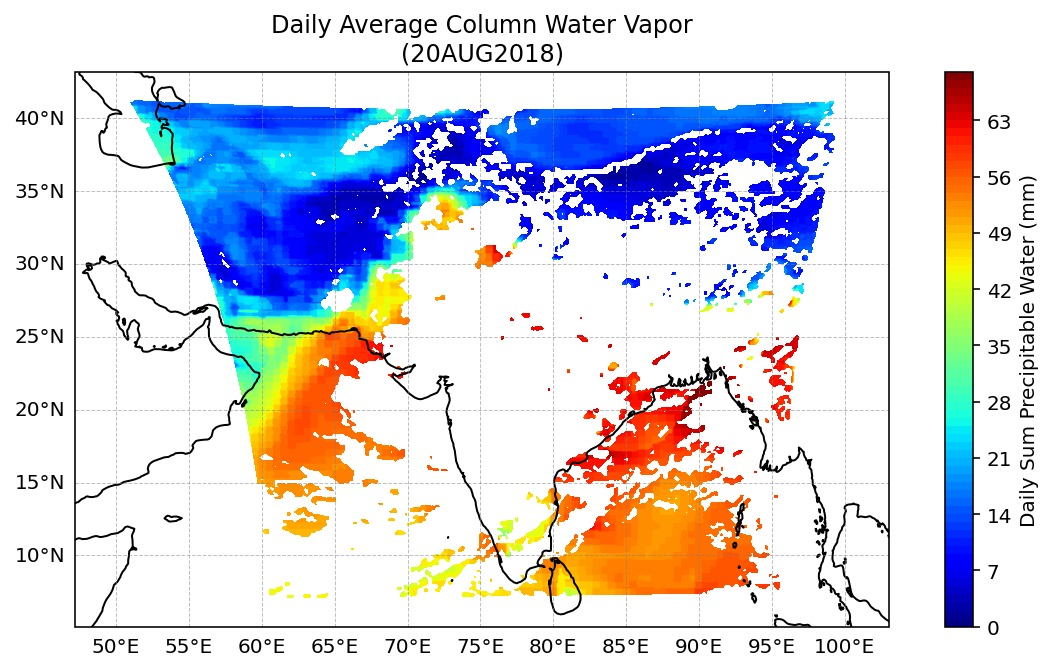 Daily Average Column Water Vapor
(20AUG2018)
40°N
35°N
30°N
25°N
20°N
15°N
10°N
50°E 55°E 60°E 65°E 70°E 75°E 80°E 85°E 90°E 95°E 100°E
63
56
49
42
35
28
21
14
7
0
Daily Sum Precipitable Water (mm)